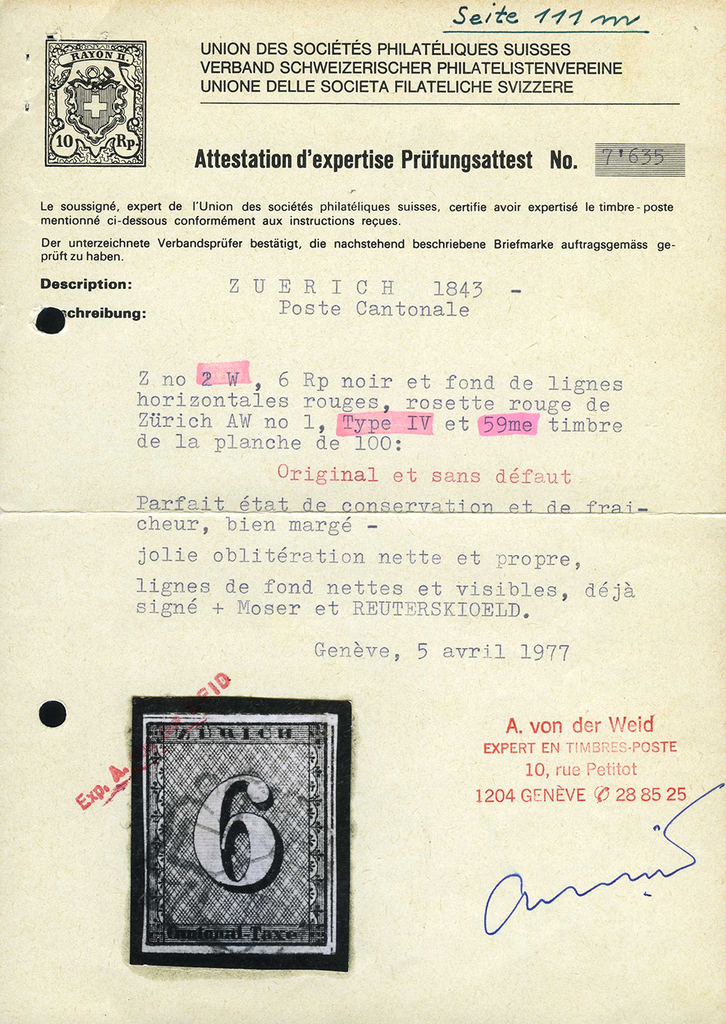 Seite 111 m
RAYON II.
10 Rp.
UNION DES SOCIÉTÉS PHILATÉLIQUES SUISSES
VERBAND SCHWEIZERISCHER PHILATELISTENVEREINE
UNIONE DELLE SOCIETA FILATELICHE SVIZZERE
Attestation d'expertise Prüfungsattest No. 7'635
Le soussigné, expert de l'Union des sociétés philatéliques suisses, certifie avoir expertisé le timbre-poste
mentionné ci-dessous conformément aux instructions reçues.
Der unterzeichnete Verbandsprüfer bestätigt, die nachstehend beschriebene Briefmarke auftragsgemäss ge-
prüft zu haben.
Description: ZUERICH 1843 -
schreibung: Poste Cantonale
Z no 2 W, 6 Rp noir et fond de lignes
horizontales rouges, rosette rouge de
Zürich AW no 1, Type IV et 59me timbre
de la planche de 100:
Original et sans défaut
Parfait état de conservation et de fraî-
cheur, bien margé -
jolie oblitération nette et propre,
lignes de fond nettes et visibles, déjà
signé + Moser et REUTERSKIOELD.
Genève, 5 avril 1977
Exp. A.
ZÜRICH
6
Cantonal-Taxe.
A. von der Weid
EXPERT EN TIMBRES-POSTE
10, rue Petitot
1204 GENÈVE ✆ 28 85 25